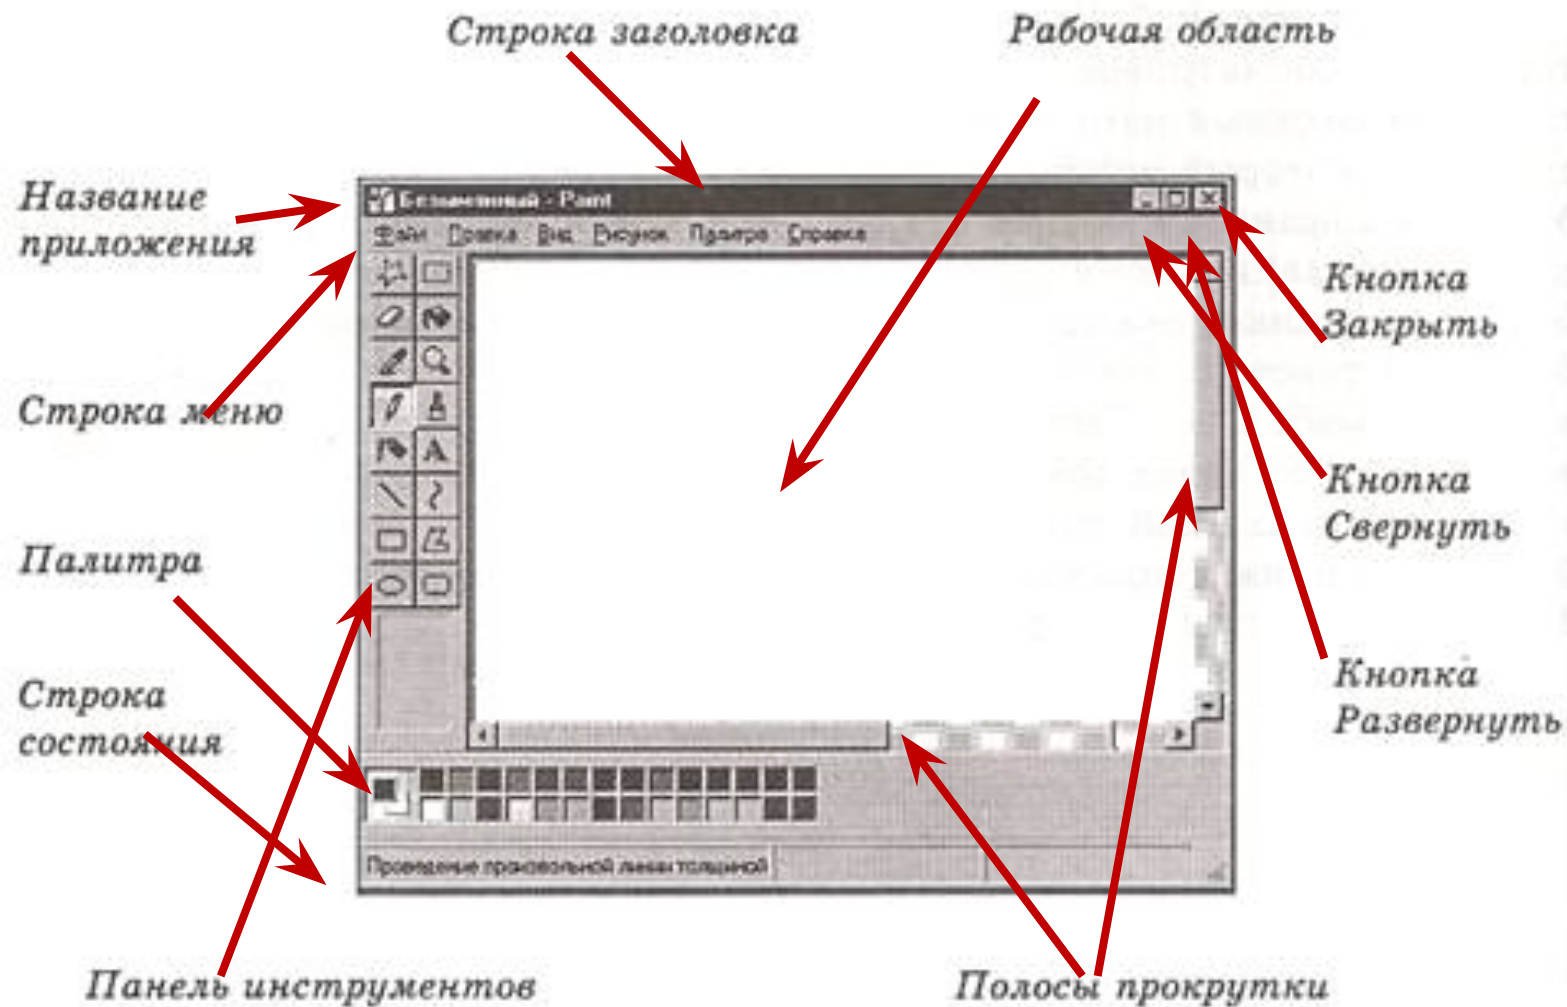 Строка заголовка
Рабочая область
Название
приложения
Безымянный - Paint
Файл Правка Вид Рисунок Палитра Справка
Кнопка
Закрыть
Строка меню
A
Кнопка
Свернуть
Палитра
Строка
состояния
Кнопка
Развернуть
Проведение произвольной линии толщиной
Панель инструментов
Полосы прокрутки